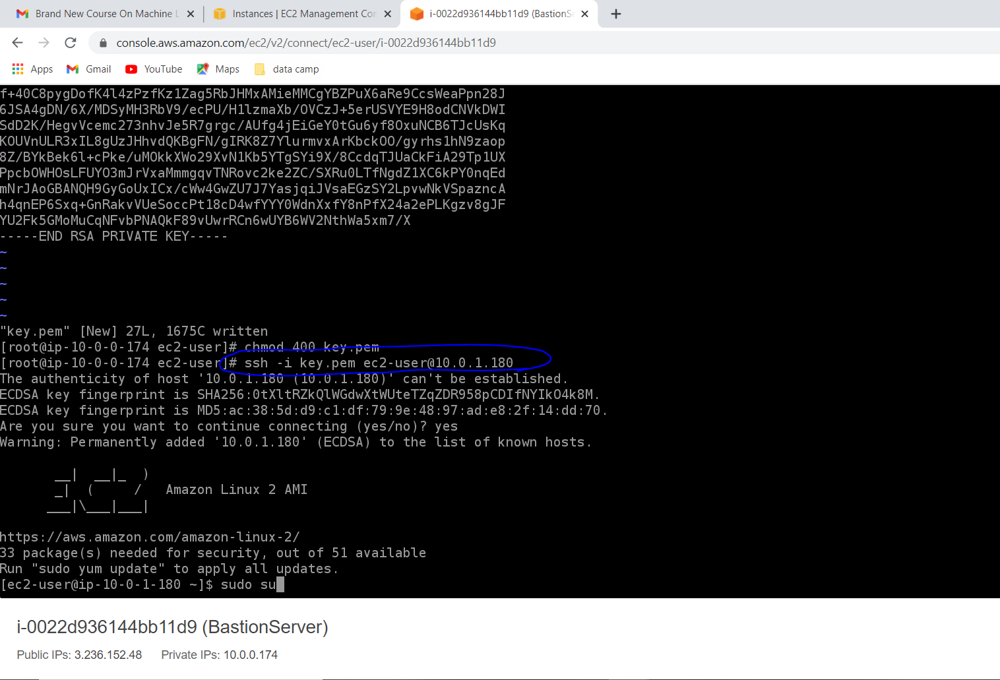 Brand New Course On Machine L
Instances | EC2 Management Con
i-0022d936144bb11d9 (BastionSe
console.aws.amazon.com/ec2/v2/connect/ec2-user/i-0022d936144bb11d9
Apps Gmail YouTube Maps data camp
f+40C8pygDofK4l4zPzfKz1Zag5RbJHMxAMieMMCgYBZPuX6aRe9CcsWeaPpn28J
6JSA4gDN/6X/MDSyMH3RbV9/ecPU/H1lzmaXb/OVCzJ+5erUSVYE9H8odCNVkDWI
SdD2K/HegvVcemc273nhvJe5R7grgc/AUfg4jEiGeY0tGu6yf8OxuNCB6TJcUsKq
KOUVnULR3xIL8gUzJHhvdQKBgFN/gIRK8Z7YlurmvxArKbckOO/gyrhs1hN9zaop
8Z/BYkBek6l+cPke/uMOkkXWo29XvN1Kb5YTgSYi9X/8CcdqTJUaCkFiA29Tp1UX
PpcbOWHOsLFUYO3mJrVxaMmmgqvTNRovc2ke2ZC/SXRu0LTfNgdZ1XC6kPY0nqEd
mNrJAoGBANQH9GyGoUxICx/cWw4GwZU7J7YasjqiJVsaEGzSY2LpvwNkVSpazncA
h4qnEP6Sxq+GnRakvVUeSoccPt18cD4wfYYY0WdnXxfY8nPfX24a2ePLKgzv8gJF
YU2Fk5GMoMuCqNFvbPNAQkF89vUwrRCn6wUYB6WV2NthWa5xm7/X
-----END RSA PRIVATE KEY-----
~
~
~
~
~
"key.pem" [New] 27L, 1675C written
[root@ip-10-0-0-174 ec2-user]# chmod 400 key.pem
[root@ip-10-0-0-174 ec2-user]# ssh -i key.pem ec2-user@10.0.1.180
The authenticity of host '10.0.1.180 (10.0.1.180)' can't be established.
ECDSA key fingerprint is SHA256:0tXltRZkQlWGdwXtWUteTZqZDR958pCDIfNYIkO4k8M.
ECDSA key fingerprint is MD5:ac:38:5d:d9:c1:df:79:9e:48:97:ad:e8:2f:14:dd:70.
Are you sure you want to continue connecting (yes/no)? yes
Warning: Permanently added '10.0.1.180' (ECDSA) to the list of known hosts.
__|  __|_  )
_|  (     /   Amazon Linux 2 AMI
___|\___|___|
https://aws.amazon.com/amazon-linux-2/
33 package(s) needed for security, out of 51 available
Run "sudo yum update" to apply all updates.
[ec2-user@ip-10-0-1-180 ~]$ sudo su
i-0022d936144bb11d9 (BastionServer)
Public IPs: 3.236.152.48 Private IPs: 10.0.0.174